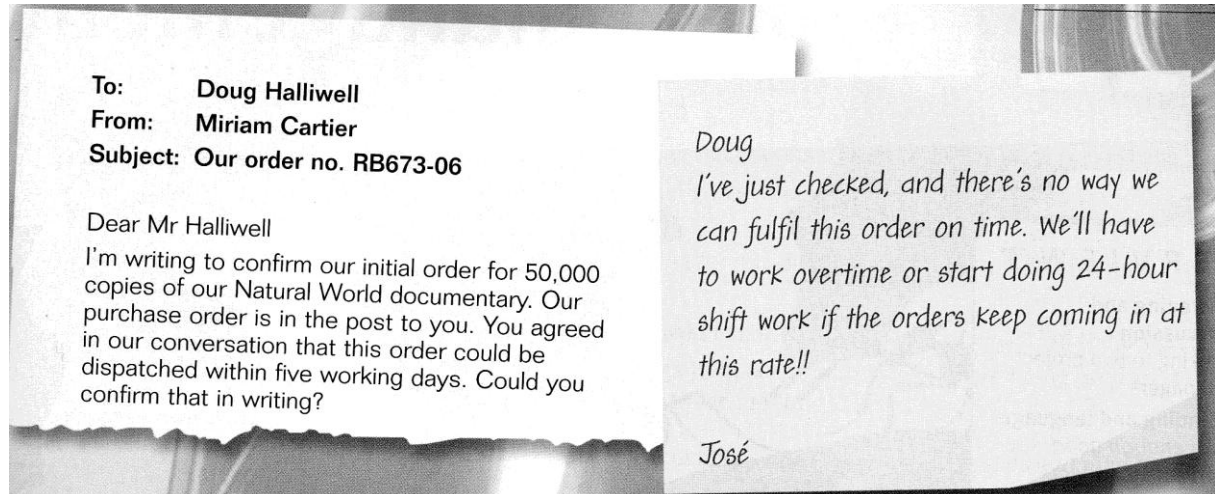 To: Doug Halliwell
From: Miriam Cartier
Subject: Our order no. RB673-06
Dear Mr Halliwell
I'm writing to confirm our initial order for 50,000
copies of our Natural World documentary. Our
purchase order is in the post to you. You agreed
in our conversation that this order could be
dispatched within five working days. Could you
confirm that in writing?
Doug
I've just checked, and there's no way we
can fulfil this order on time. We'll have
to work overtime or start doing 24-hour
shift work if the orders keep coming in at
this rate!!
José